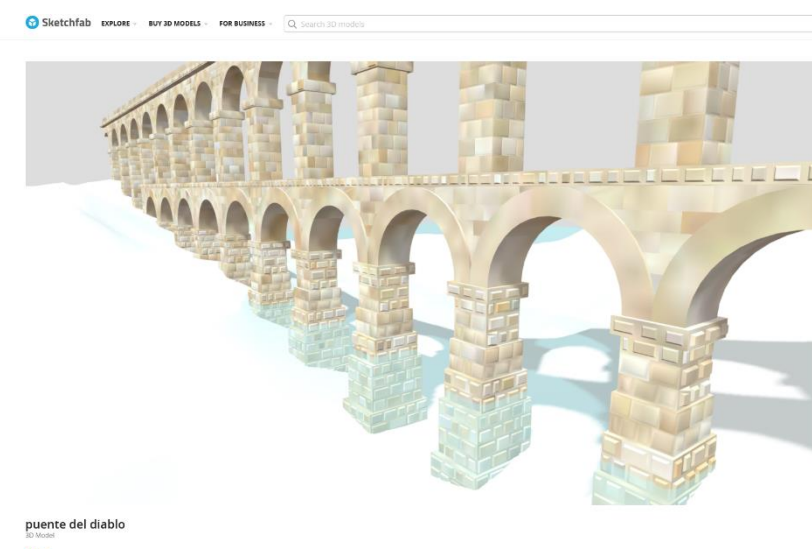 Sketchfab EXPLORE BUY 3D MODELS FOR BUSINESS Search 3D models
puente del diablo
3D Model